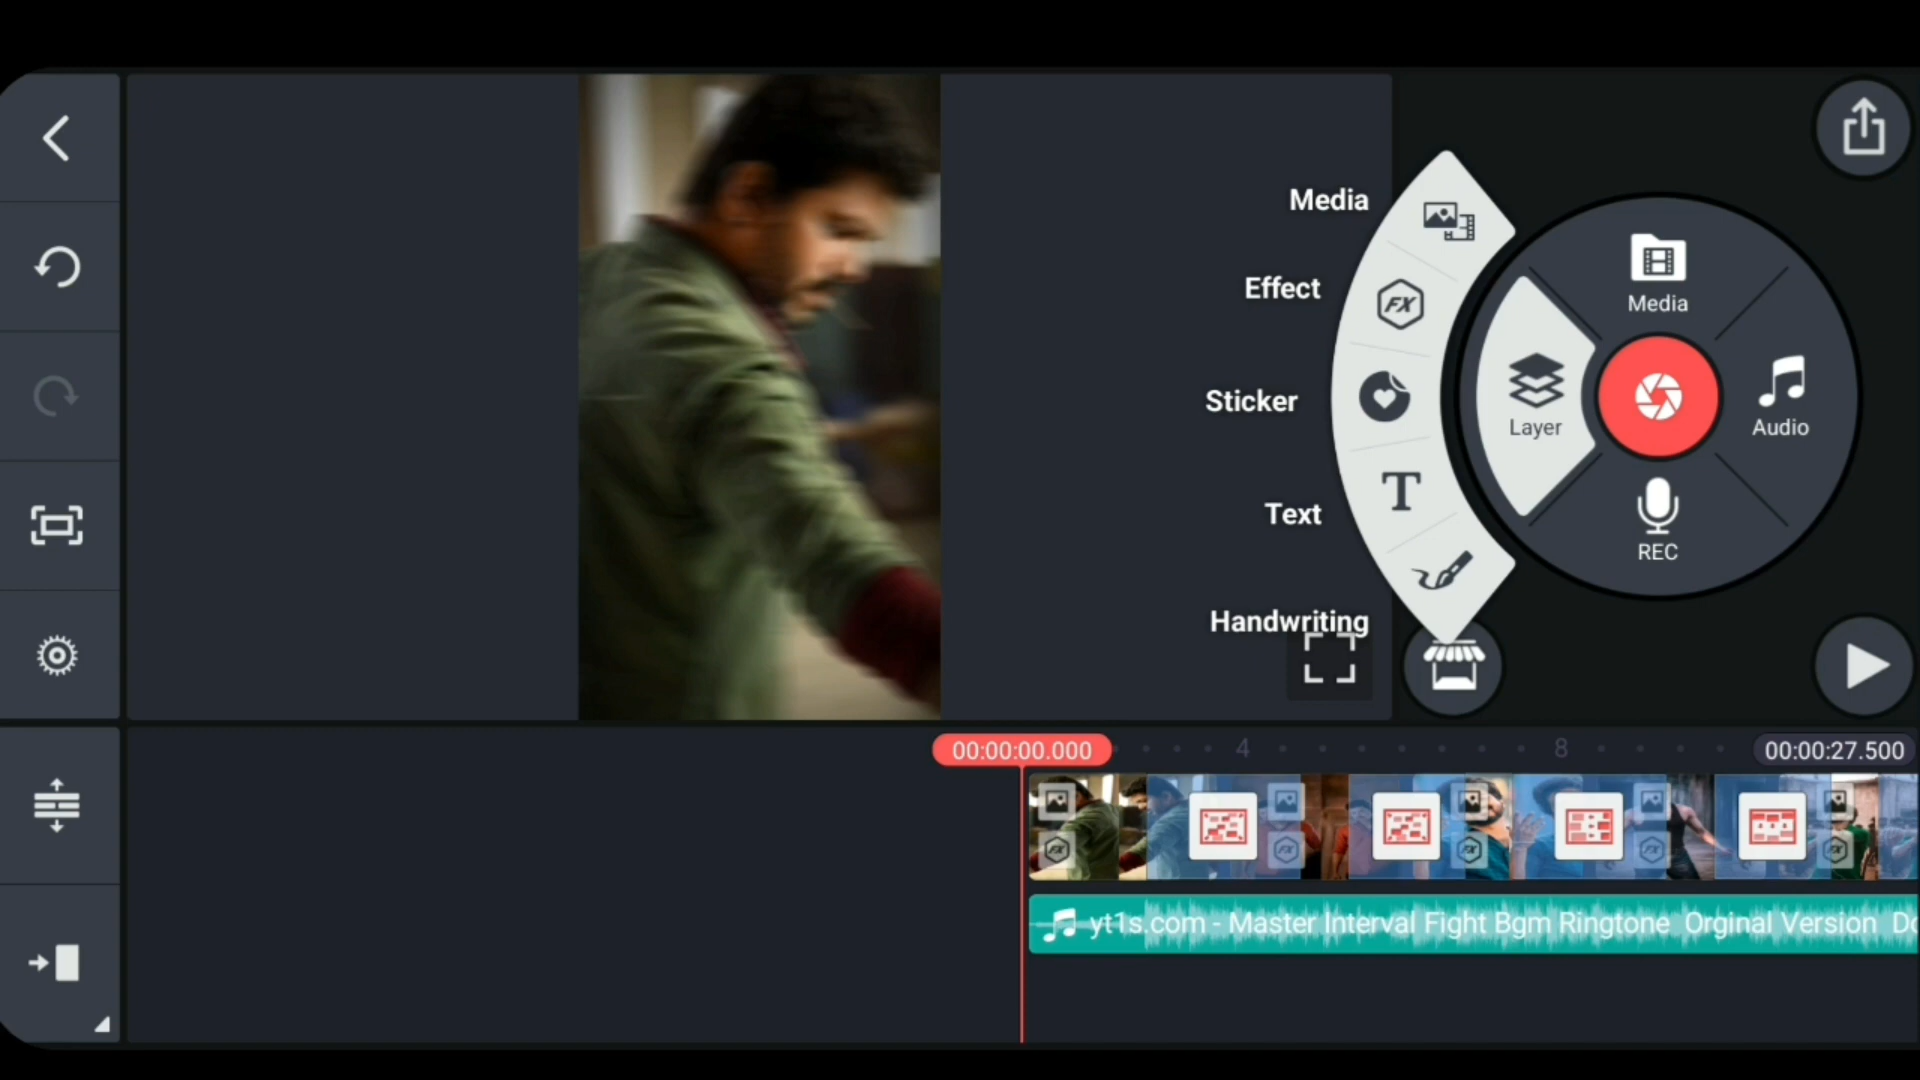 Media
Effect
Sticker
Text
Handwriting
Media
Layer
Audio
REC
00:00:00.000
4
8
00:00:27.500
yt1s.com - Master Interval Fight Bgm Ringtone Orginal Version Do